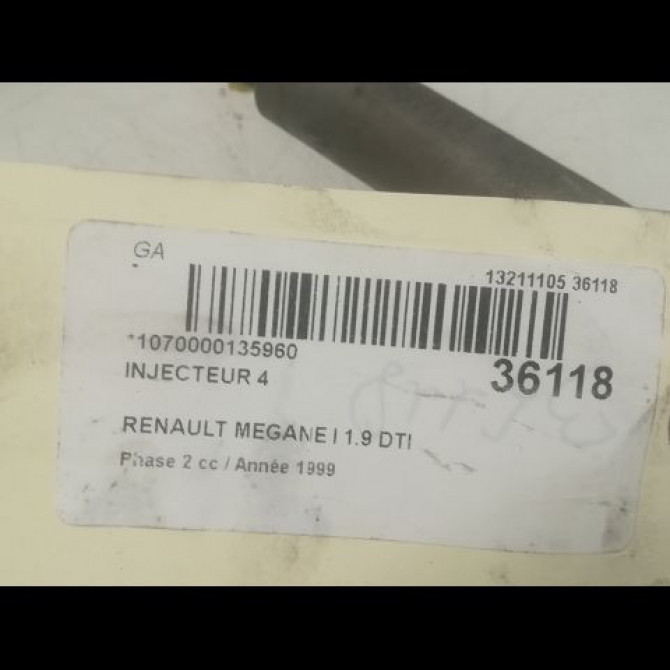 GA
13211105 36118
*1070000135960
36118
INJECTEUR 4
RENAULT MEGANE I 1.9 DTI
Phase 2 cc / Année 1999